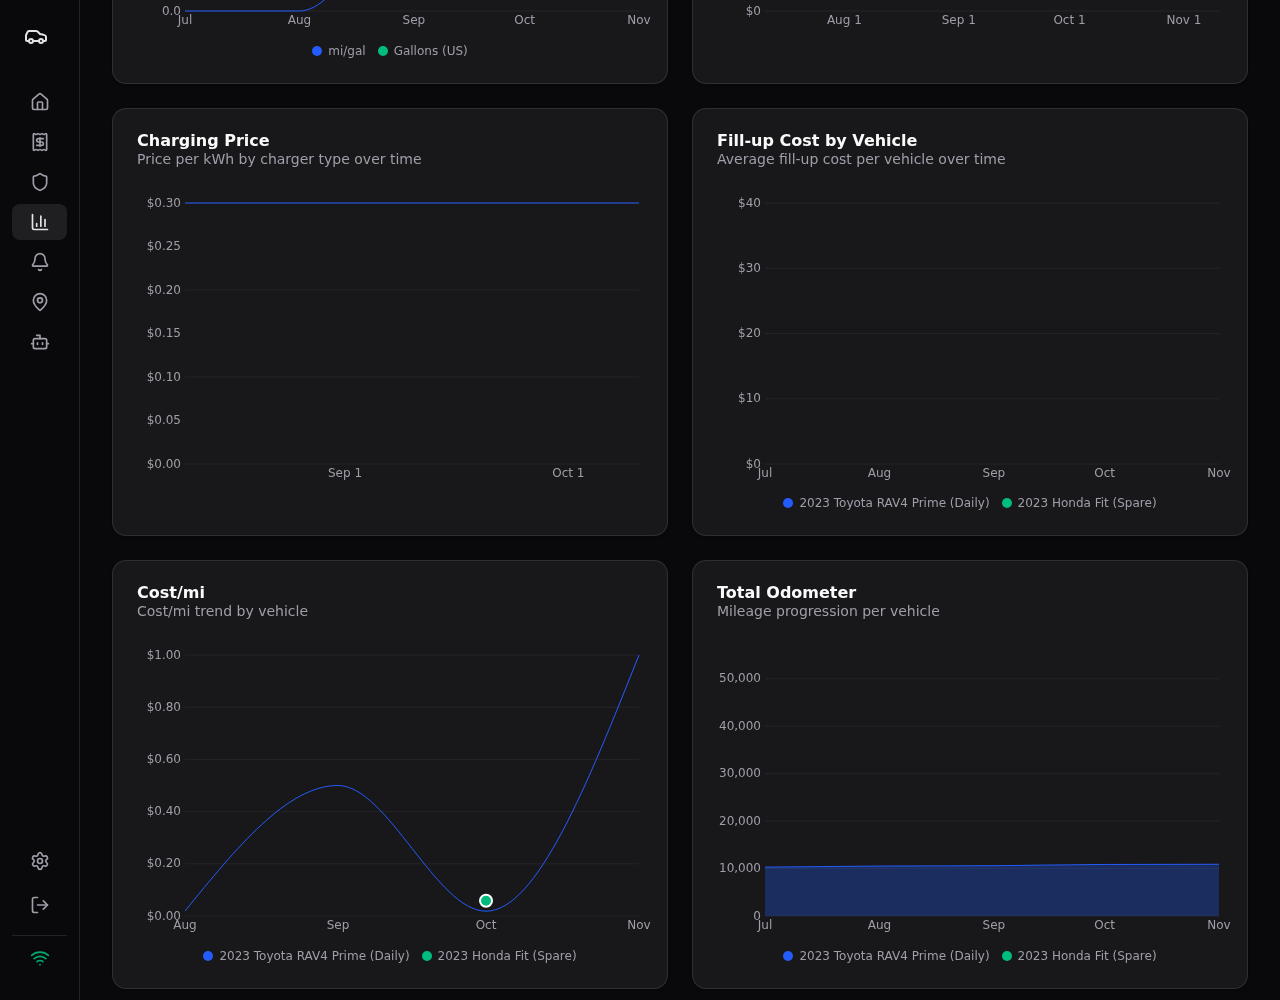 0.0
Jul Aug Sep Oct Nov
mi/gal Gallons (US)
$0
Aug 1 Sep 1 Oct 1 Nov 1
Charging Price
Price per kWh by charger type over time
$0.30
$0.25
$0.20
$0.15
$0.10
$0.05
$0.00
Sep 1 Oct 1
Fill-up Cost by Vehicle
Average fill-up cost per vehicle over time
$40
$30
$20
$10
$0
Jul Aug Sep Oct Nov
2023 Toyota RAV4 Prime (Daily) 2023 Honda Fit (Spare)
Cost/mi
Cost/mi trend by vehicle
$1.00
$0.80
$0.60
$0.40
$0.20
$0.00
Aug Sep Oct Nov
2023 Toyota RAV4 Prime (Daily) 2023 Honda Fit (Spare)
Total Odometer
Mileage progression per vehicle
50,000
40,000
30,000
20,000
10,000
0
Jul Aug Sep Oct Nov
2023 Toyota RAV4 Prime (Daily) 2023 Honda Fit (Spare)